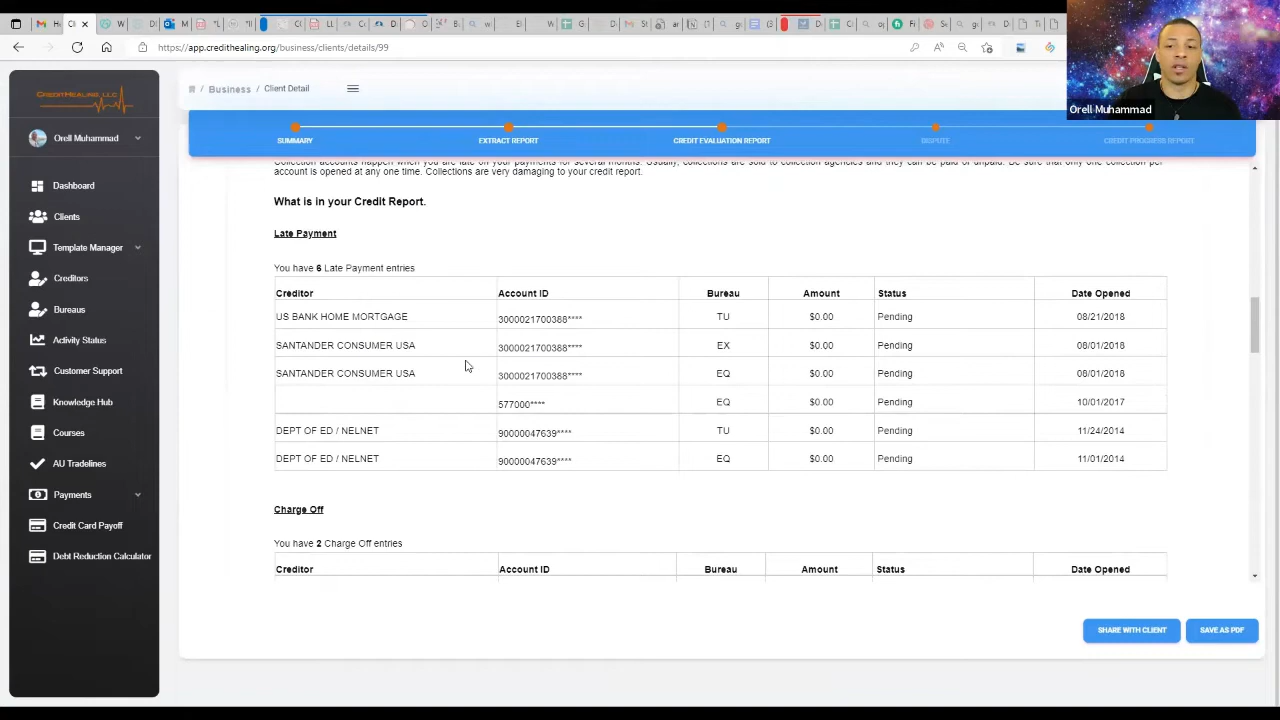 https://app.credithealing.org/business/clients/details/99
Orell Muhammad
CREDITHEALING, LLC
Orell Muhammad
Dashboard
Clients
Template Manager
Creditors
Bureaus
Activity Status
Customer Support
Knowledge Hub
Courses
AU Tradelines
Payments
Credit Card Payoff
Debt Reduction Calculator
/ Business / Client Detail
SUMMARY EXTRACT REPORT CREDIT EVALUATION REPORT DISPUTE CREDIT PROGRESS REPORT
Collection accounts happen when you are late on your payments for several months. Usually, collections are sold to collection agencies and they can be paid or unpaid. Be sure that only one collection per
account is opened at any one time. Collections are very damaging to your credit report.
What is in your Credit Report.
Late Payment
You have 6 Late Payment entries
Creditor Account ID Bureau Amount Status Date Opened
US BANK HOME MORTGAGE 3000021700388**** TU $0.00 Pending 08/21/2018
SANTANDER CONSUMER USA 3000021700388**** EX $0.00 Pending 08/01/2018
SANTANDER CONSUMER USA 3000021700388**** EQ $0.00 Pending 08/01/2018
577000**** EQ $0.00 Pending 10/01/2017
DEPT OF ED / NELNET 90000047639**** TU $0.00 Pending 11/24/2014
DEPT OF ED / NELNET 90000047639**** EQ $0.00 Pending 11/01/2014
Charge Off
You have 2 Charge Off entries
Creditor Account ID Bureau Amount Status Date Opened
SHARE WITH CLIENT SAVE AS PDF